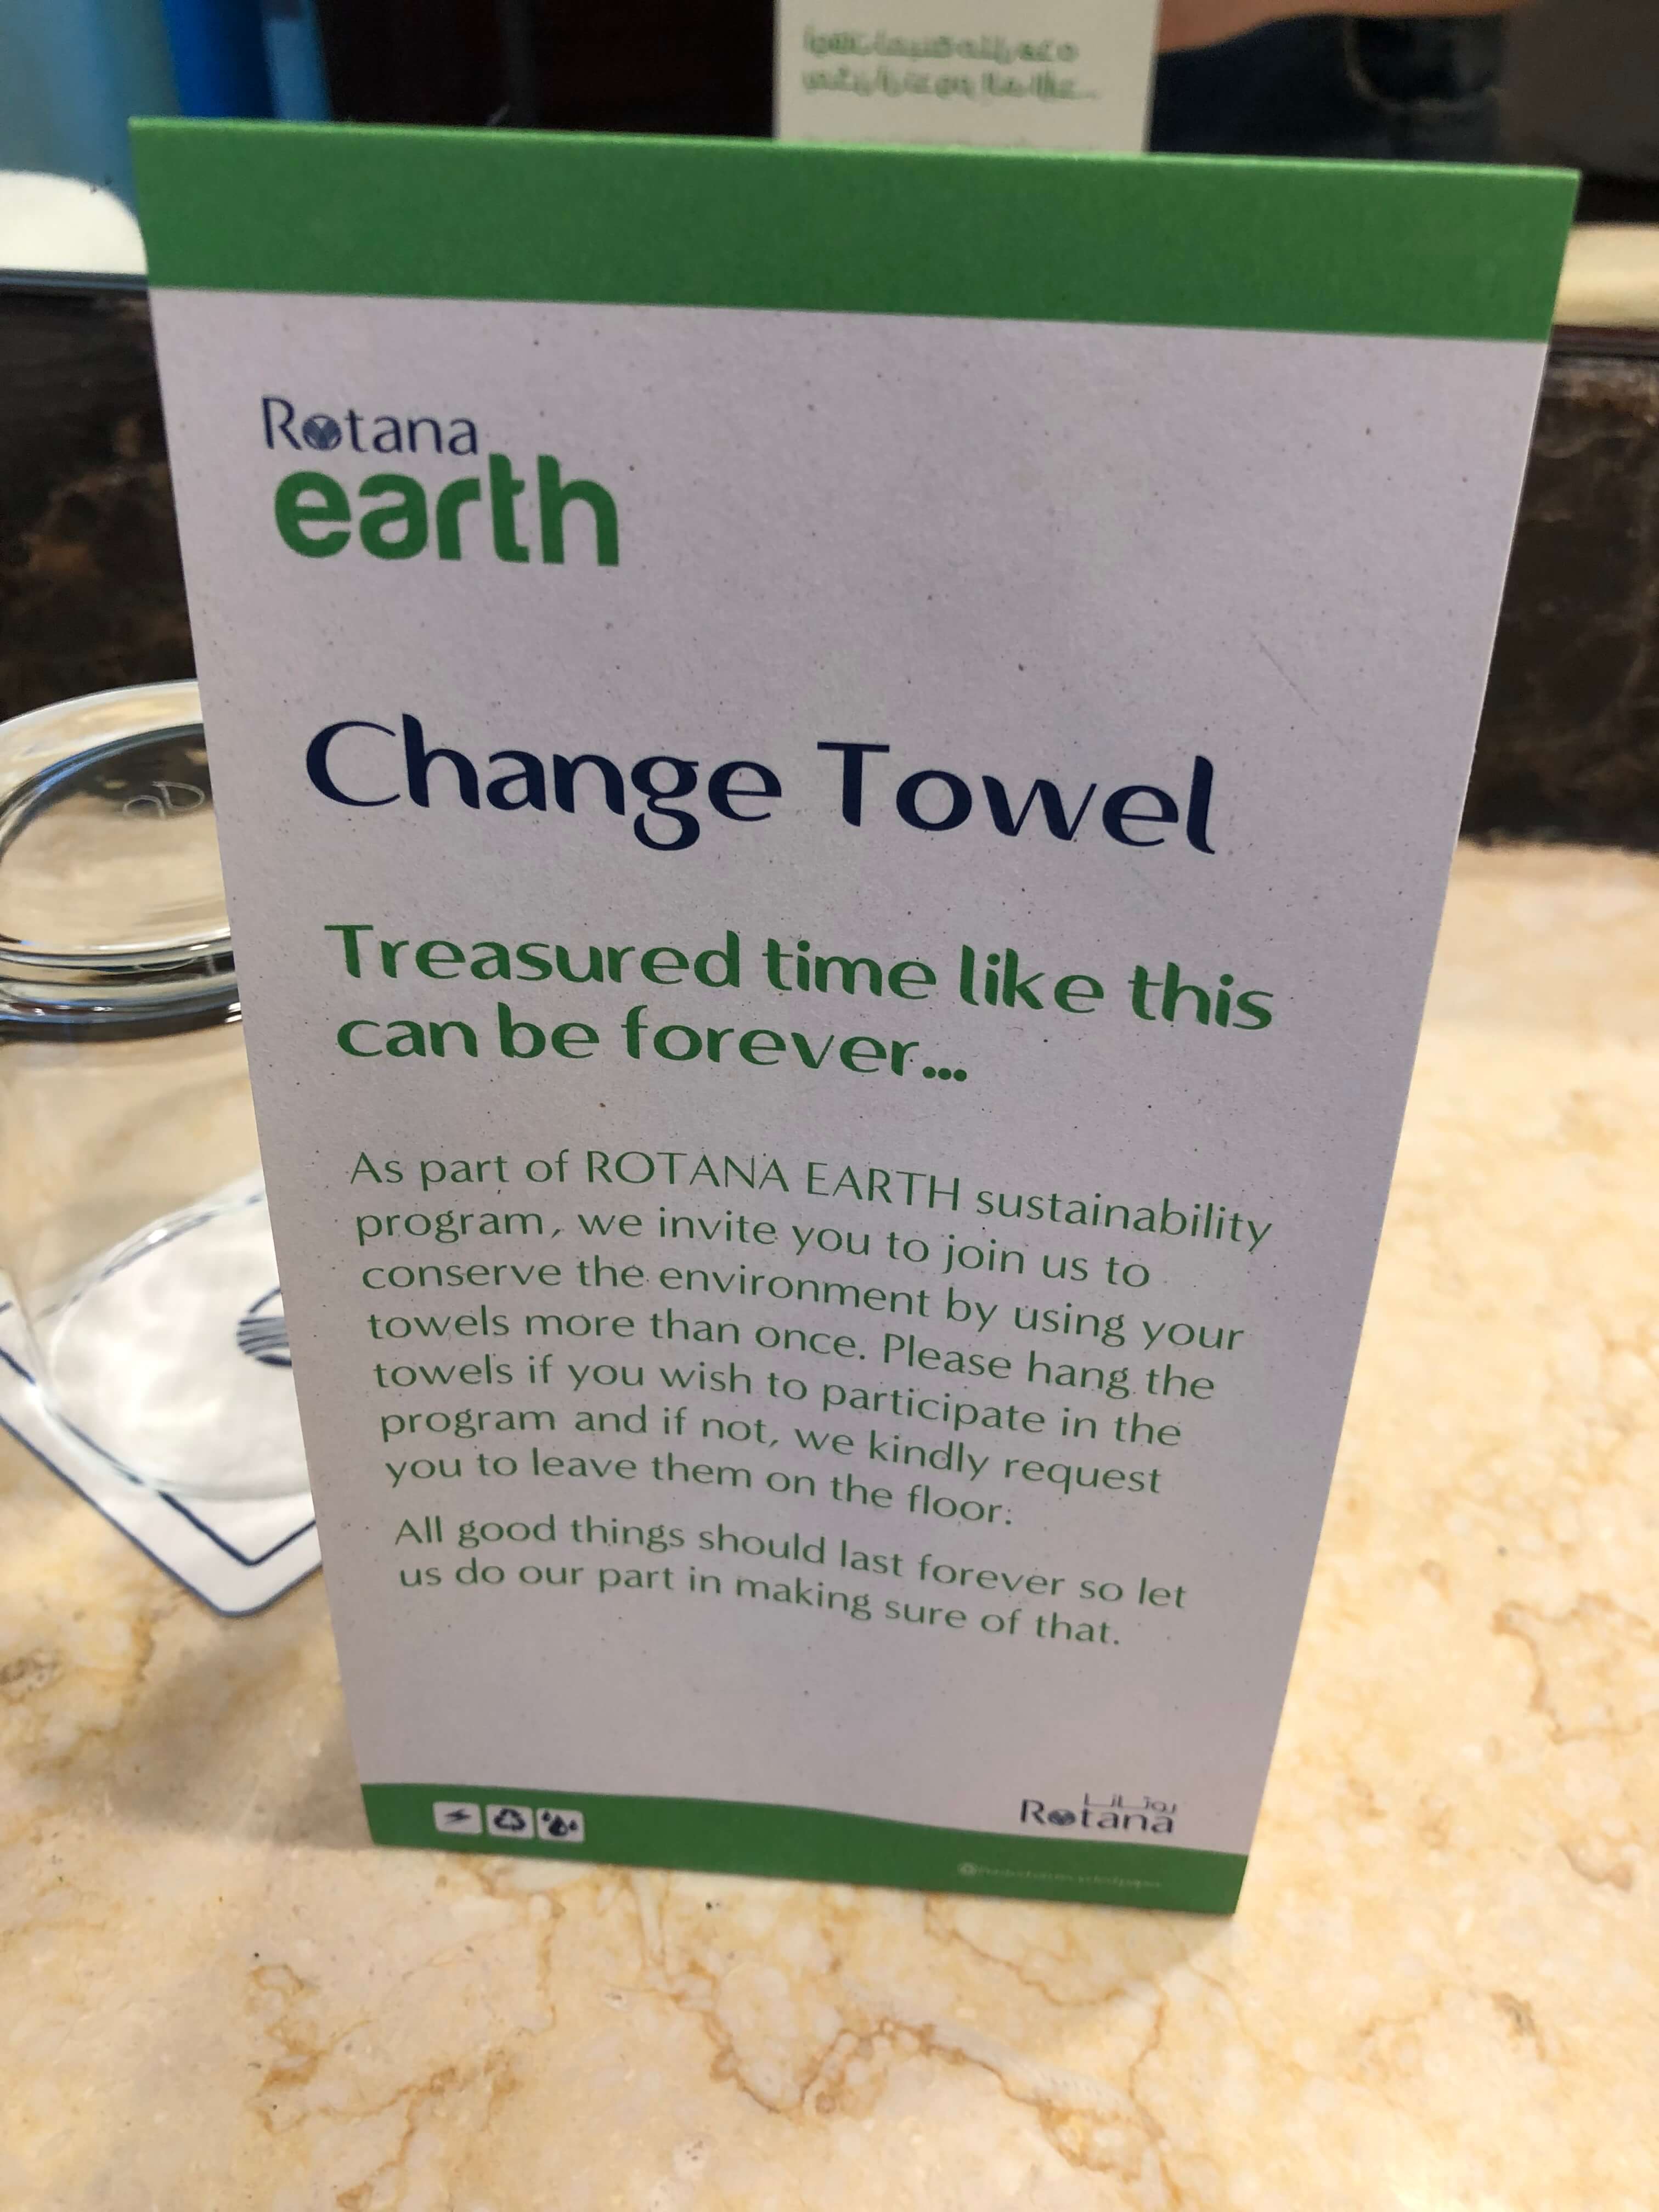 Rotana
earth
Change Towel
Treasured time like this
can be forever...
As part of ROTANA EARTH sustainability
program, we invite you to join us to
conserve the environment by using your
towels more than once. Please hang the
towels if you wish to participate in the
program and if not, we kindly request
you to leave them on the floor.
All good things should last forever so let
us do our part in making sure of that.
روتانا
Rotana